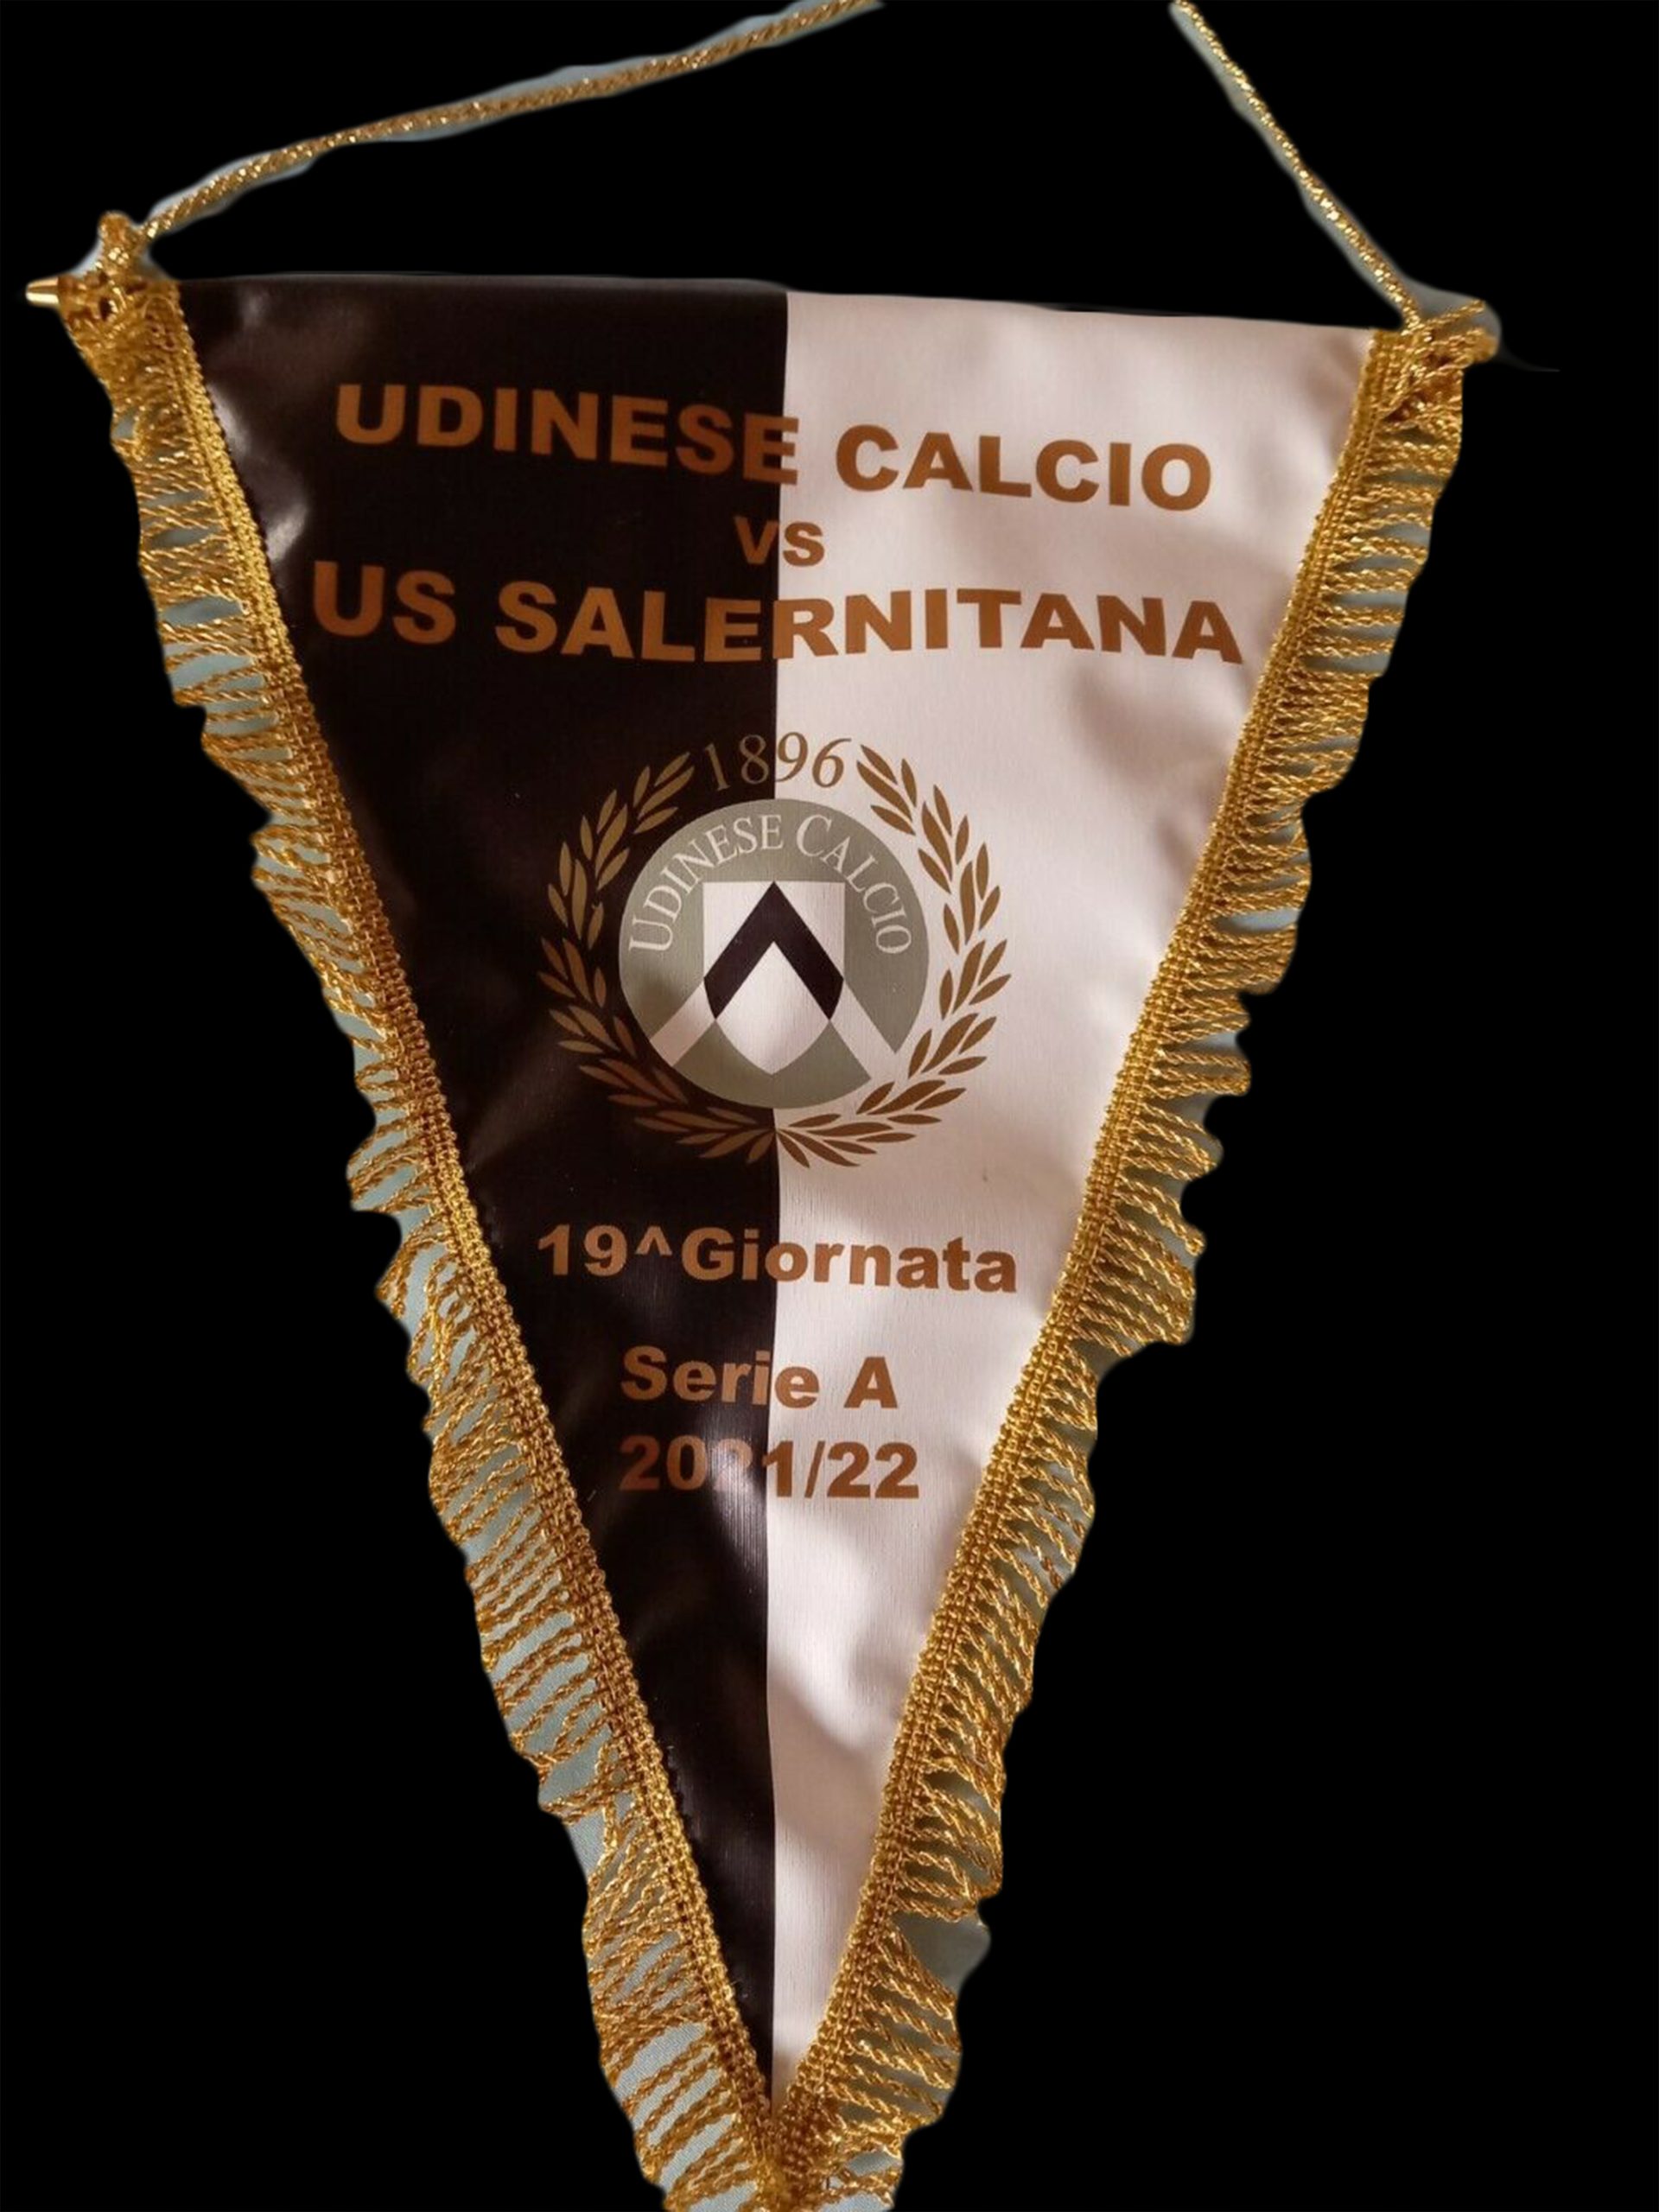 UDINESE CALCIO
VS
US SALERNITANA
1896
UDINESE CALCIO
19^Giornata
Serie A
2021/22